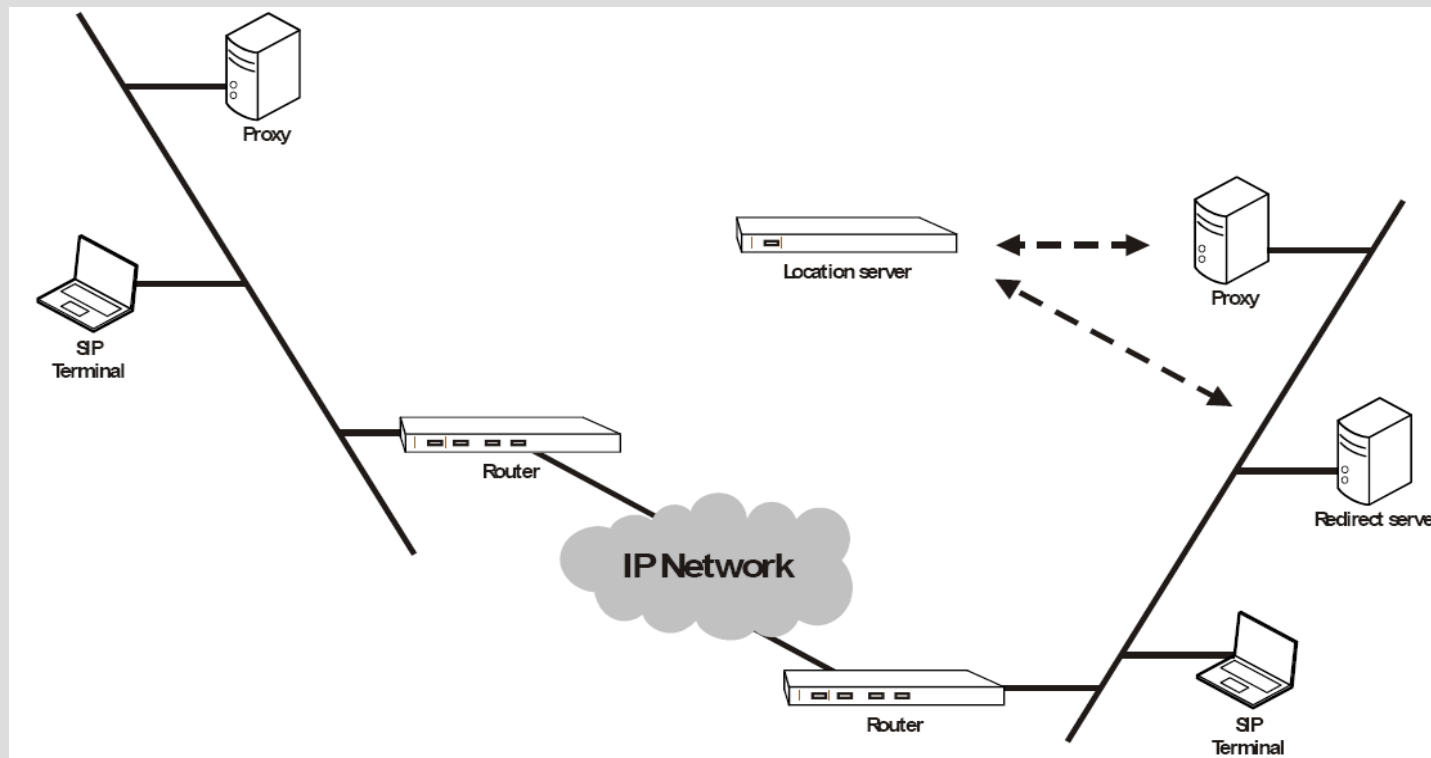 Proxy
SIP
Terminal
Location server
Proxy
Router
Redirect serve
IP Network
Router
SIP
Terminal